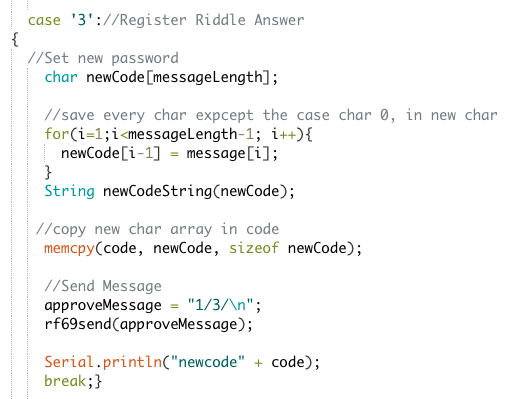 case '3'://Register Riddle Answer
{
//Set new password
char newCode[messageLength];
//save every char expcept the case char 0, in new char
for(i=1;i<messageLength-1; i++){
newCode[i-1] = message[i];
}
String newCodeString(newCode);
//copy new char array in code
memcpy(code, newCode, sizeof newCode);
//Send Message
approveMessage = "1/3/\n";
rf69send(approveMessage);
Serial.println("newcode" + code);
break;}